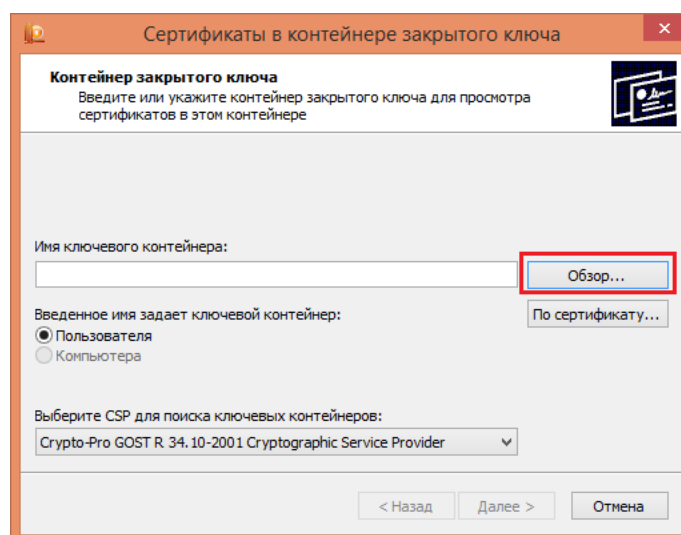 Сертификаты в контейнере закрытого ключа
Контейнер закрытого ключа
Введите или укажите контейнер закрытого ключа для просмотра
сертификатов в этом контейнере
Имя ключевого контейнера:
Обзор...
Введенное имя задает ключевой контейнер:
По сертификату...
Пользователя
Компьютера
Выберите CSP для поиска ключевых контейнеров:
Crypto-Pro GOST R 34.10-2001 Cryptographic Service Provider
< Назад Далее > Отмена